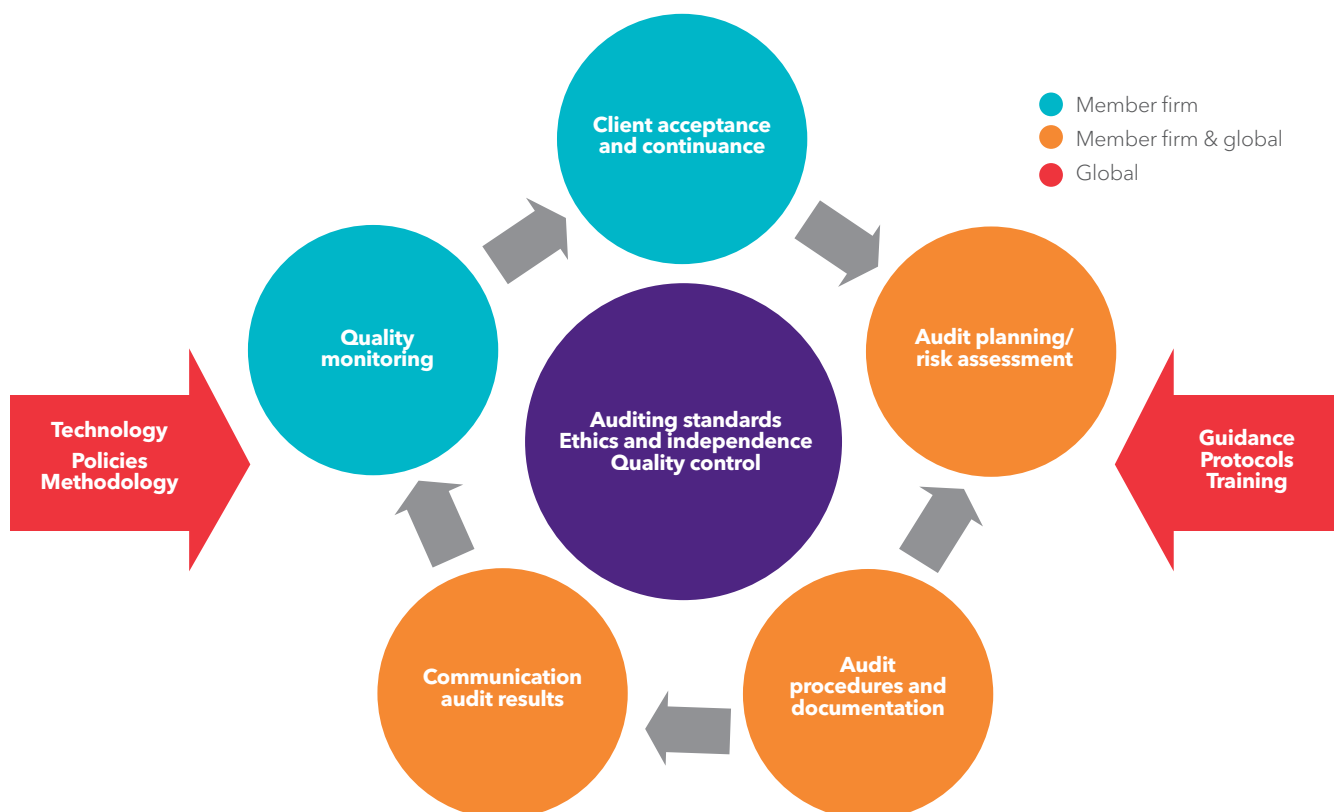 Client acceptance
and continuance
Member firm
Member firm & global
Global
Quality
monitoring
Audit planning/
risk assessment
Technology
Policies
Methodology
Auditing standards
Ethics and independence
Quality control
Guidance
Protocols
Training
Communication
audit results
Audit
procedures and
documentation